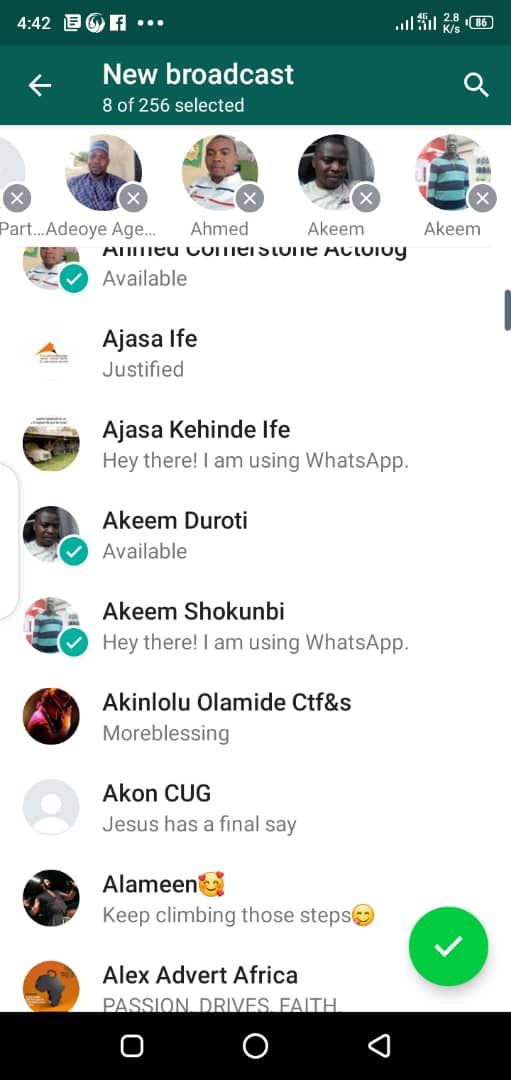 4:42
4G 2.8 K/s 86
New broadcast
8 of 256 selected
Part... Adeoye Age... Ahmed Akeem Akeem
Ahmed Cornerstone Actolog
Available
Ajasa Ife
Justified
Ajasa Kehinde Ife
Hey there! I am using WhatsApp.
Akeem Duroti
Available
Akeem Shokunbi
Hey there! I am using WhatsApp.
Akinlolu Olamide Ctf&s
Moreblessing
Akon CUG
Jesus has a final say
Alameen🥰
Keep climbing those steps😋
Alex Advert Africa
PASSION. DRIVES. FAITH.